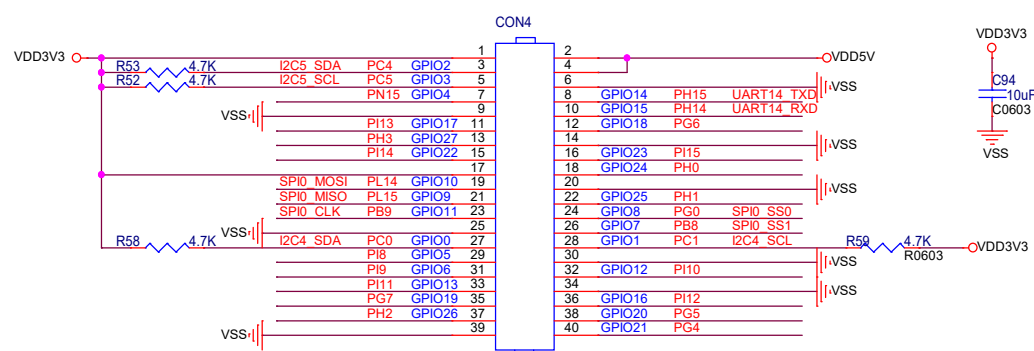 CON4
VDD3V3
1 2
VDD5V
VDD3V3
R53 4.7K I2C5_SDA PC4 GPIO2 3 4
R52 4.7K I2C5_SCL PC5 GPIO3 5 6
VSS
C94
PN15 GPIO4 7 8 GPIO14 PH15 UART14_TXD
10uF
VSS
9 10 GPIO15 PH14 UART14_RXD
C0603
PI13 GPIO17 11 12 GPIO18 PG6
PH3 GPIO27 13 14
VSS
VSS
PI14 GPIO22 15 16 GPIO23 PI15
17 18 GPIO24 PH0
SPI0_MOSI PL14 GPIO10 19 20
VSS
SPI0_MISO PL15 GPIO9 21 22 GPIO25 PH1
SPI0_CLK PB9 GPIO11 23 24 GPIO8 PG0 SPI0_SS0
VSS
25 26 GPIO7 PB8 SPI0_SS1
R58 4.7K I2C4_SDA PC0 GPIO0 27 28 GPIO1 PC1 I2C4_SCL R59 4.7K VDD3V3
R0603
PI8 GPIO5 29 30
VSS
PI9 GPIO6 31 32 GPIO12 PI10
PI11 GPIO13 33 34
VSS
PG7 GPIO19 35 36 GPIO16 PI12
PH2 GPIO26 37 38 GPIO20 PG5
VSS
39 40 GPIO21 PG4